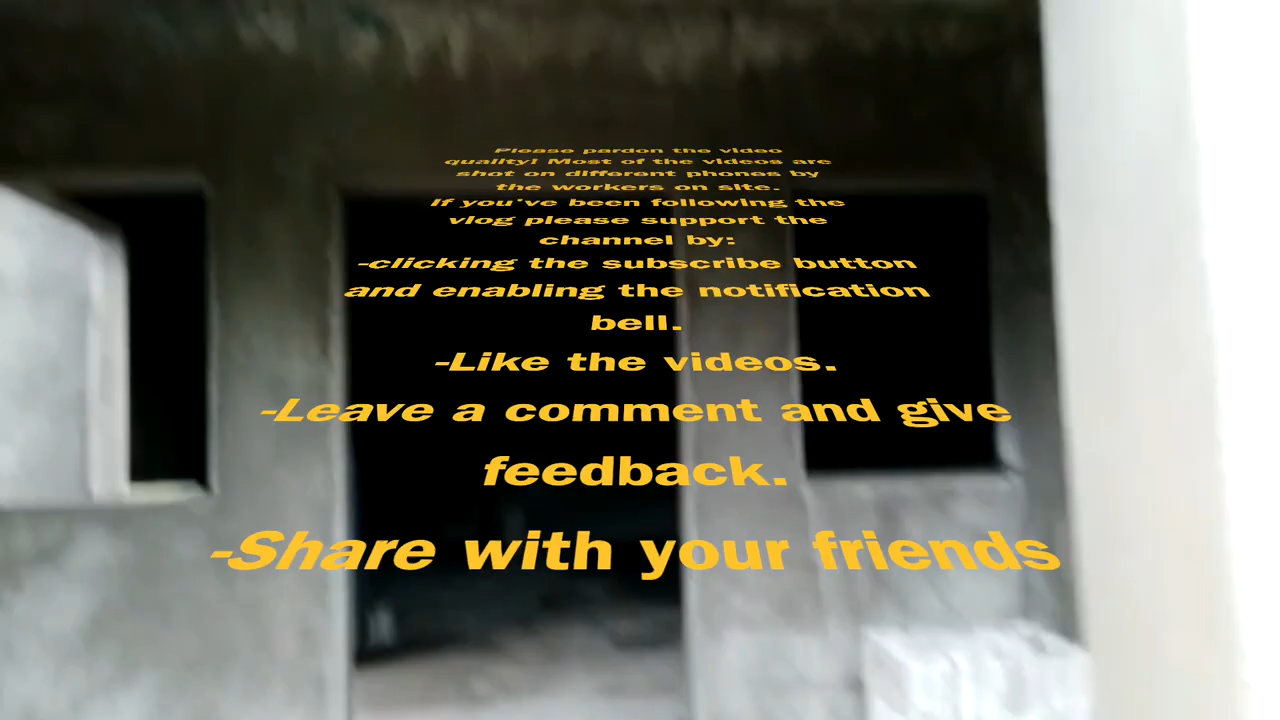 Please pardon the video
quality! Most of the videos are
shot on different phones by
the workers on site.
If you've been following the
vlog please support the
channel by:
-clicking the subscribe button
and enabling the notification
bell.
-Like the videos.
-Leave a comment and give
feedback.
-Share with your friends